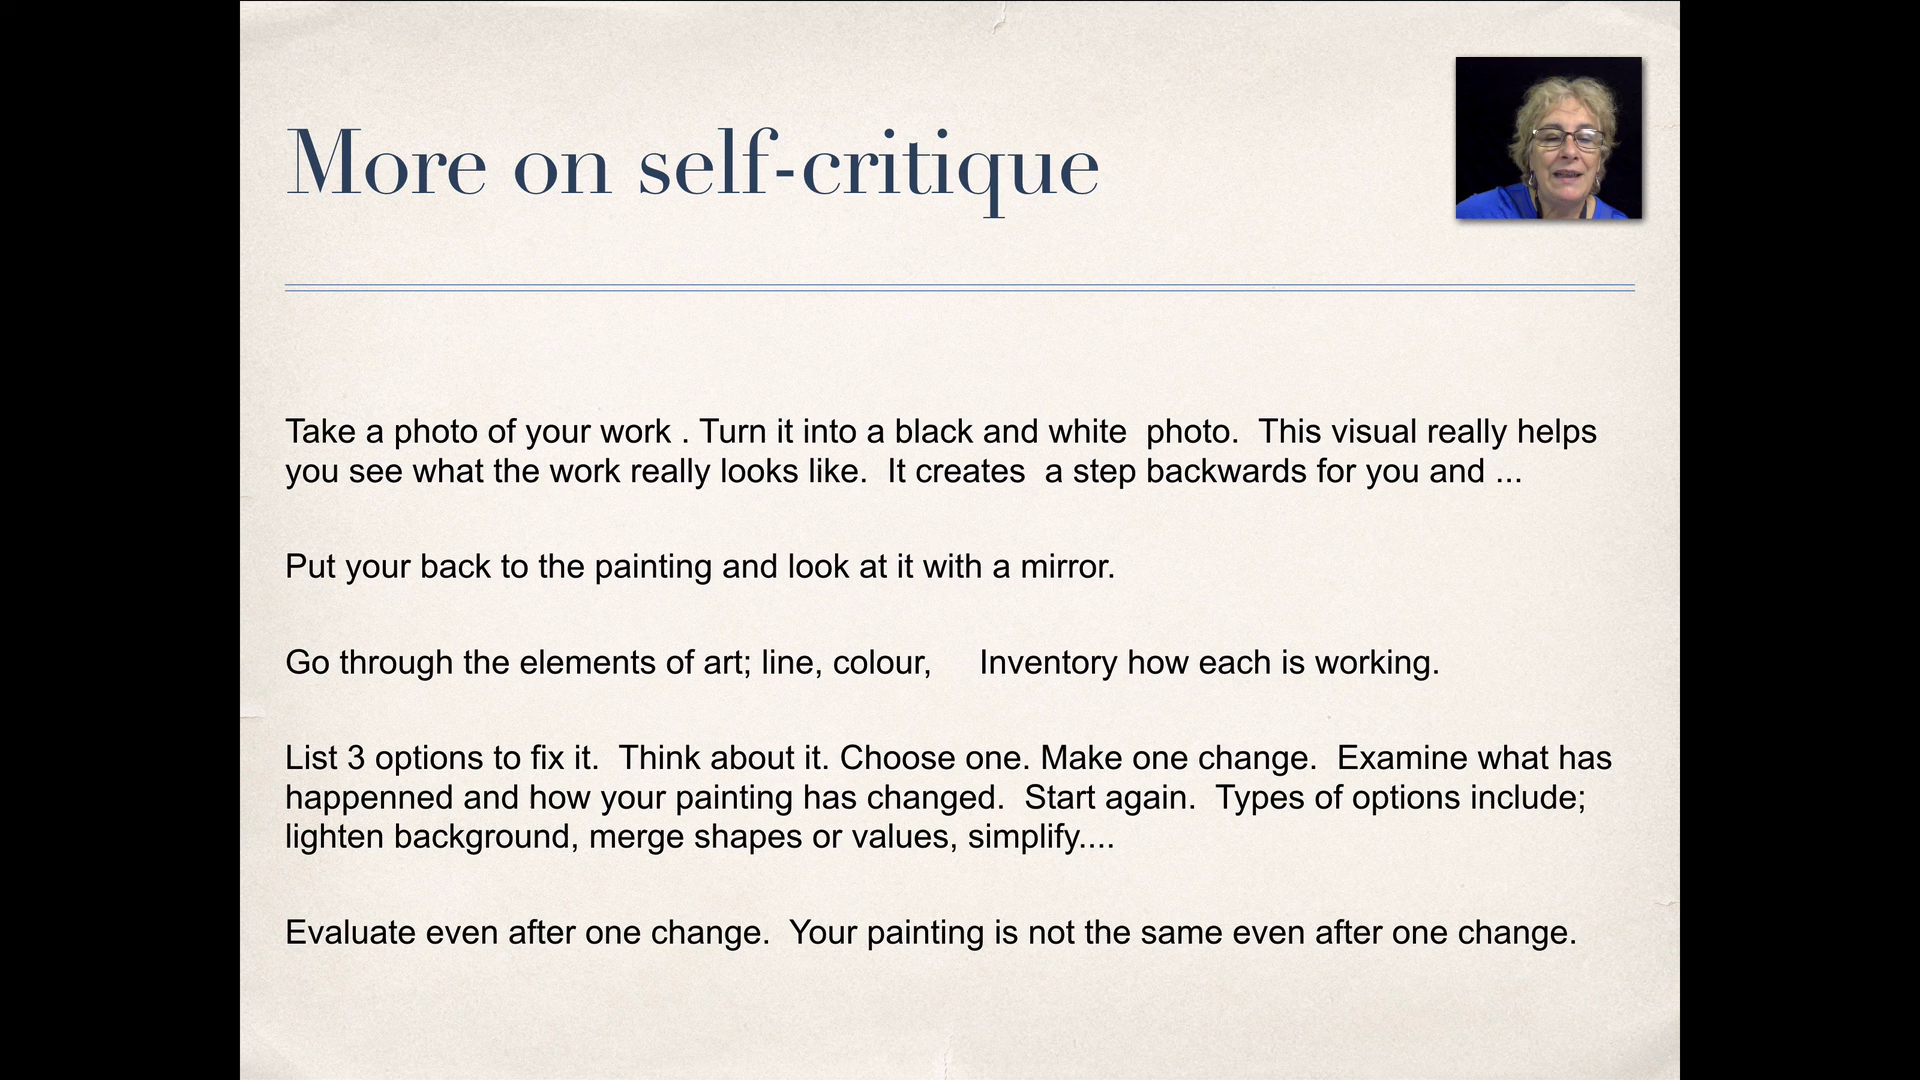 More on self-critique
Take a photo of your work . Turn it into a black and white  photo.  This visual really helps
you see what the work really looks like.  It creates  a step backwards for you and ...
Put your back to the painting and look at it with a mirror.
Go through the elements of art; line, colour,     Inventory how each is working.
List 3 options to fix it.  Think about it. Choose one. Make one change.  Examine what has
happenned and how your painting has changed.  Start again.  Types of options include;
lighten background, merge shapes or values, simplify....
Evaluate even after one change.  Your painting is not the same even after one change.